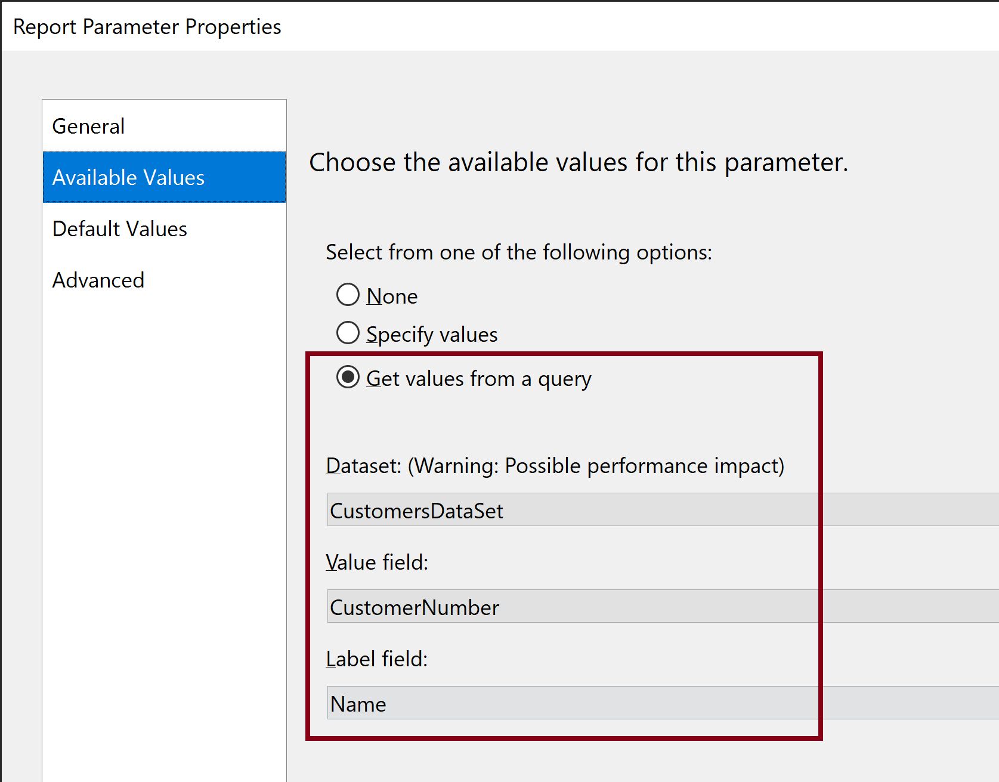 Report Parameter Properties
General
Available Values
Default Values
Advanced
Choose the available values for this parameter.
Select from one of the following options:
None
Specify values
Get values from a query
Dataset: (Warning: Possible performance impact)
CustomersDataSet
Value field:
CustomerNumber
Label field:
Name